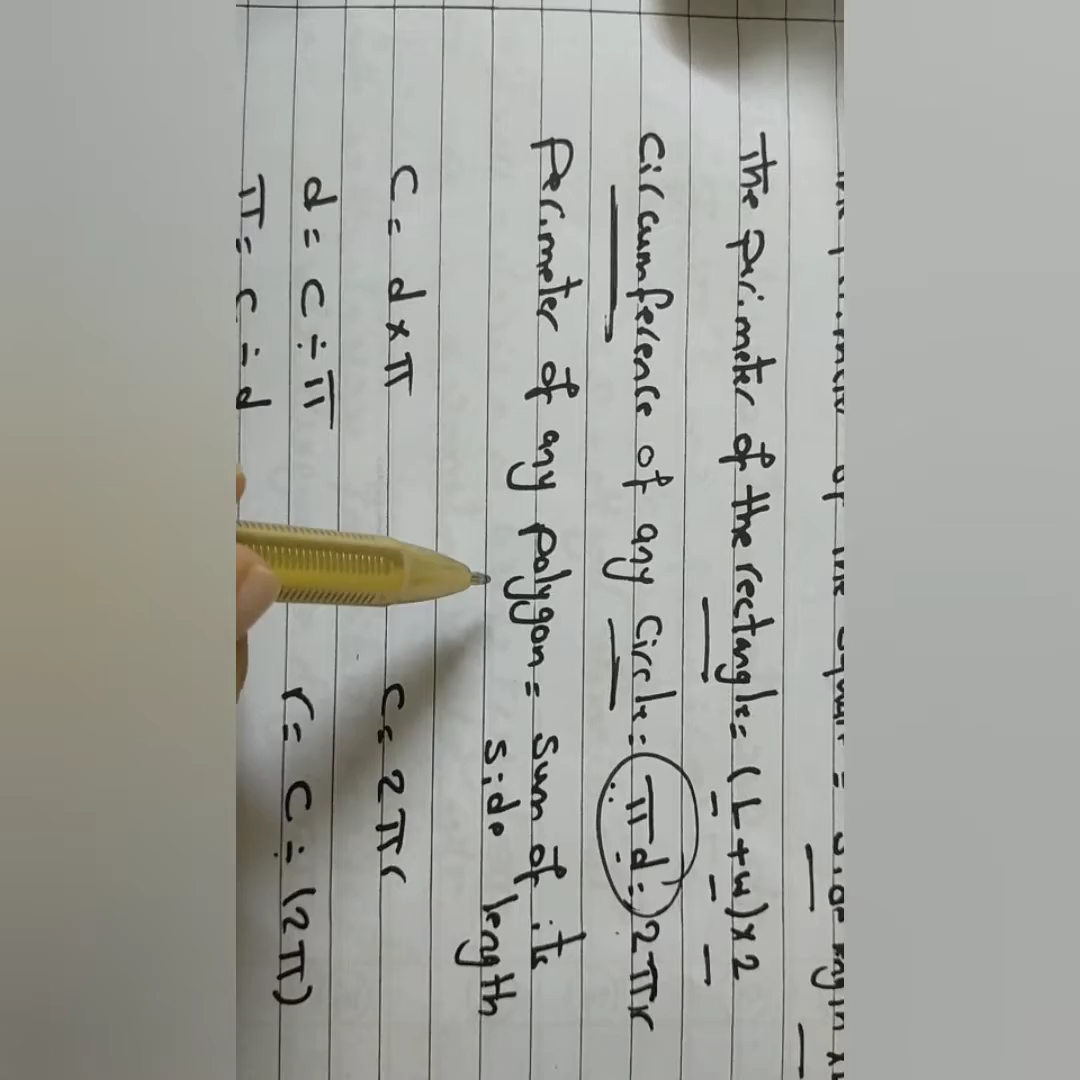 The perimeter of the rectangle = (L+w)×2
Circumference of any circle = πd = 2πr
Perimeter of any polygon = Sum of its
side length
C = d × π
C = 2πr
d = C ÷ π
r = C ÷ (2π)
π = C ÷ d